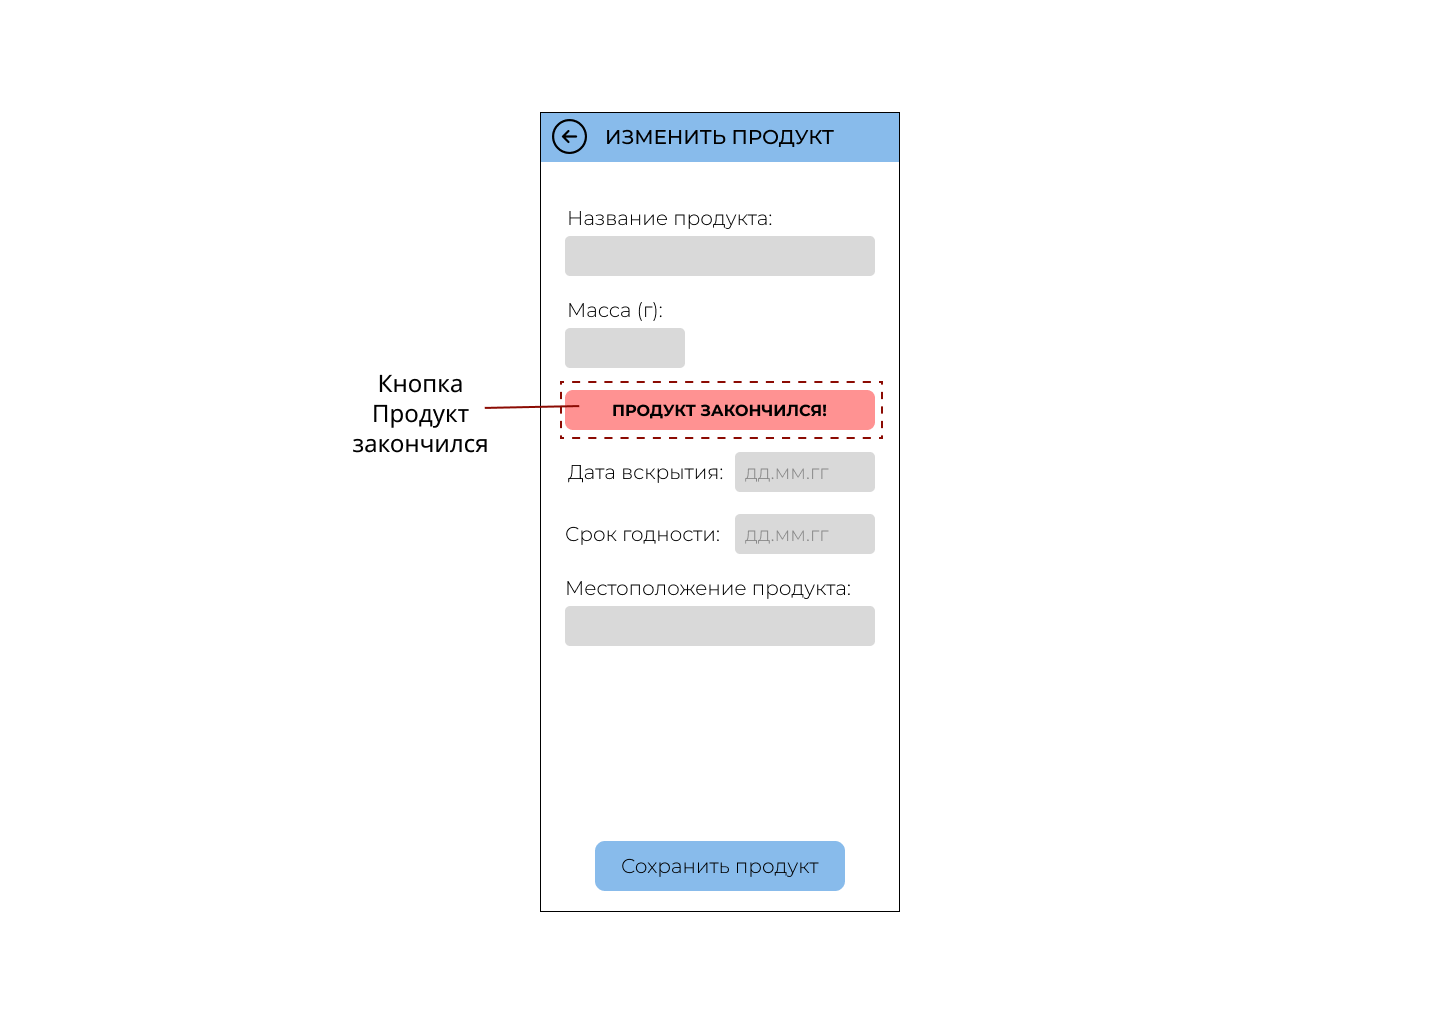 ИЗМЕНИТЬ ПРОДУКТ
Название продукта:
Масса (г):
Кнопка
Продукт
закончился
ПРОДУКТ ЗАКОНЧИЛСЯ!
Дата вскрытия: дд.мм.гг
Срок годности: дд.мм.гг
Местоположение продукта:
Сохранить продукт